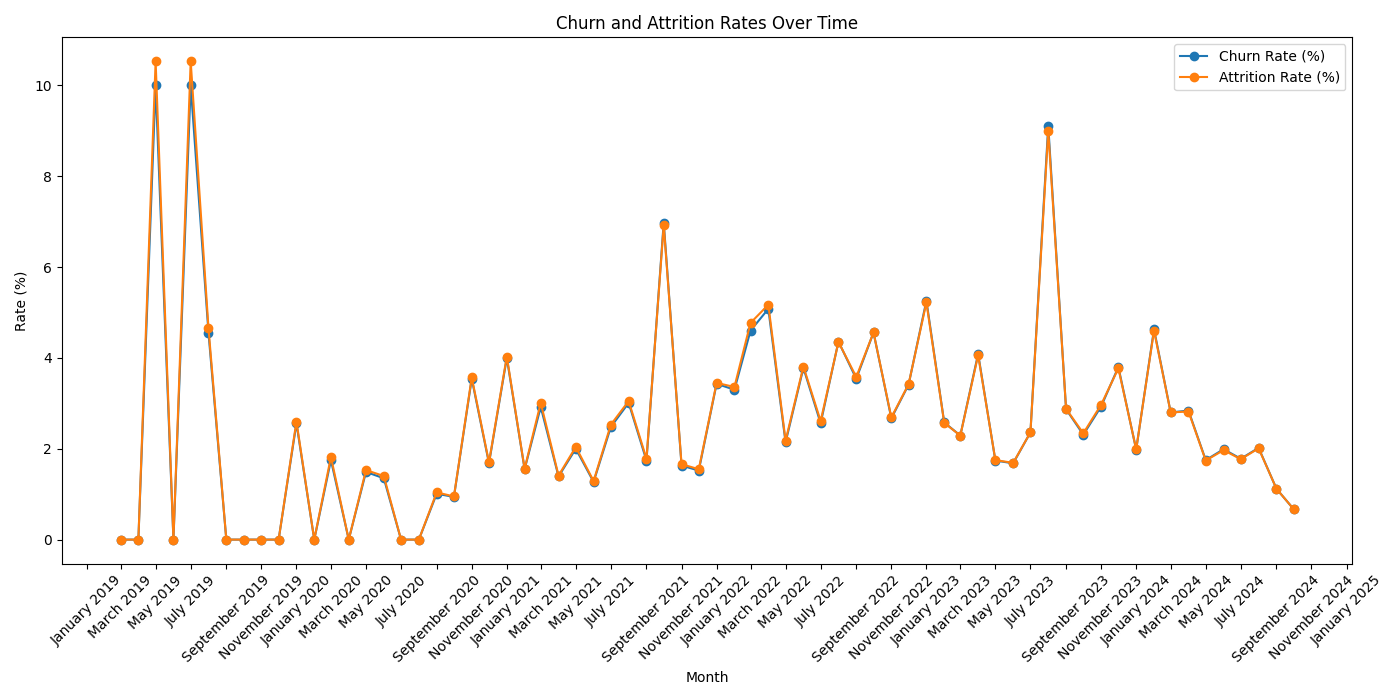 Churn and Attrition Rates Over Time
Churn Rate (%)
Attrition Rate (%)
Rate (%)
10
8
6
4
2
0
January 2019
March 2019
May 2019
July 2019
September 2019
November 2019
January 2020
March 2020
May 2020
July 2020
September 2020
November 2020
January 2021
March 2021
May 2021
July 2021
September 2021
November 2021
January 2022
March 2022
May 2022
July 2022
September 2022
November 2022
January 2023
March 2023
May 2023
July 2023
September 2023
November 2023
January 2024
March 2024
May 2024
July 2024
September 2024
November 2024
January 2025
Month